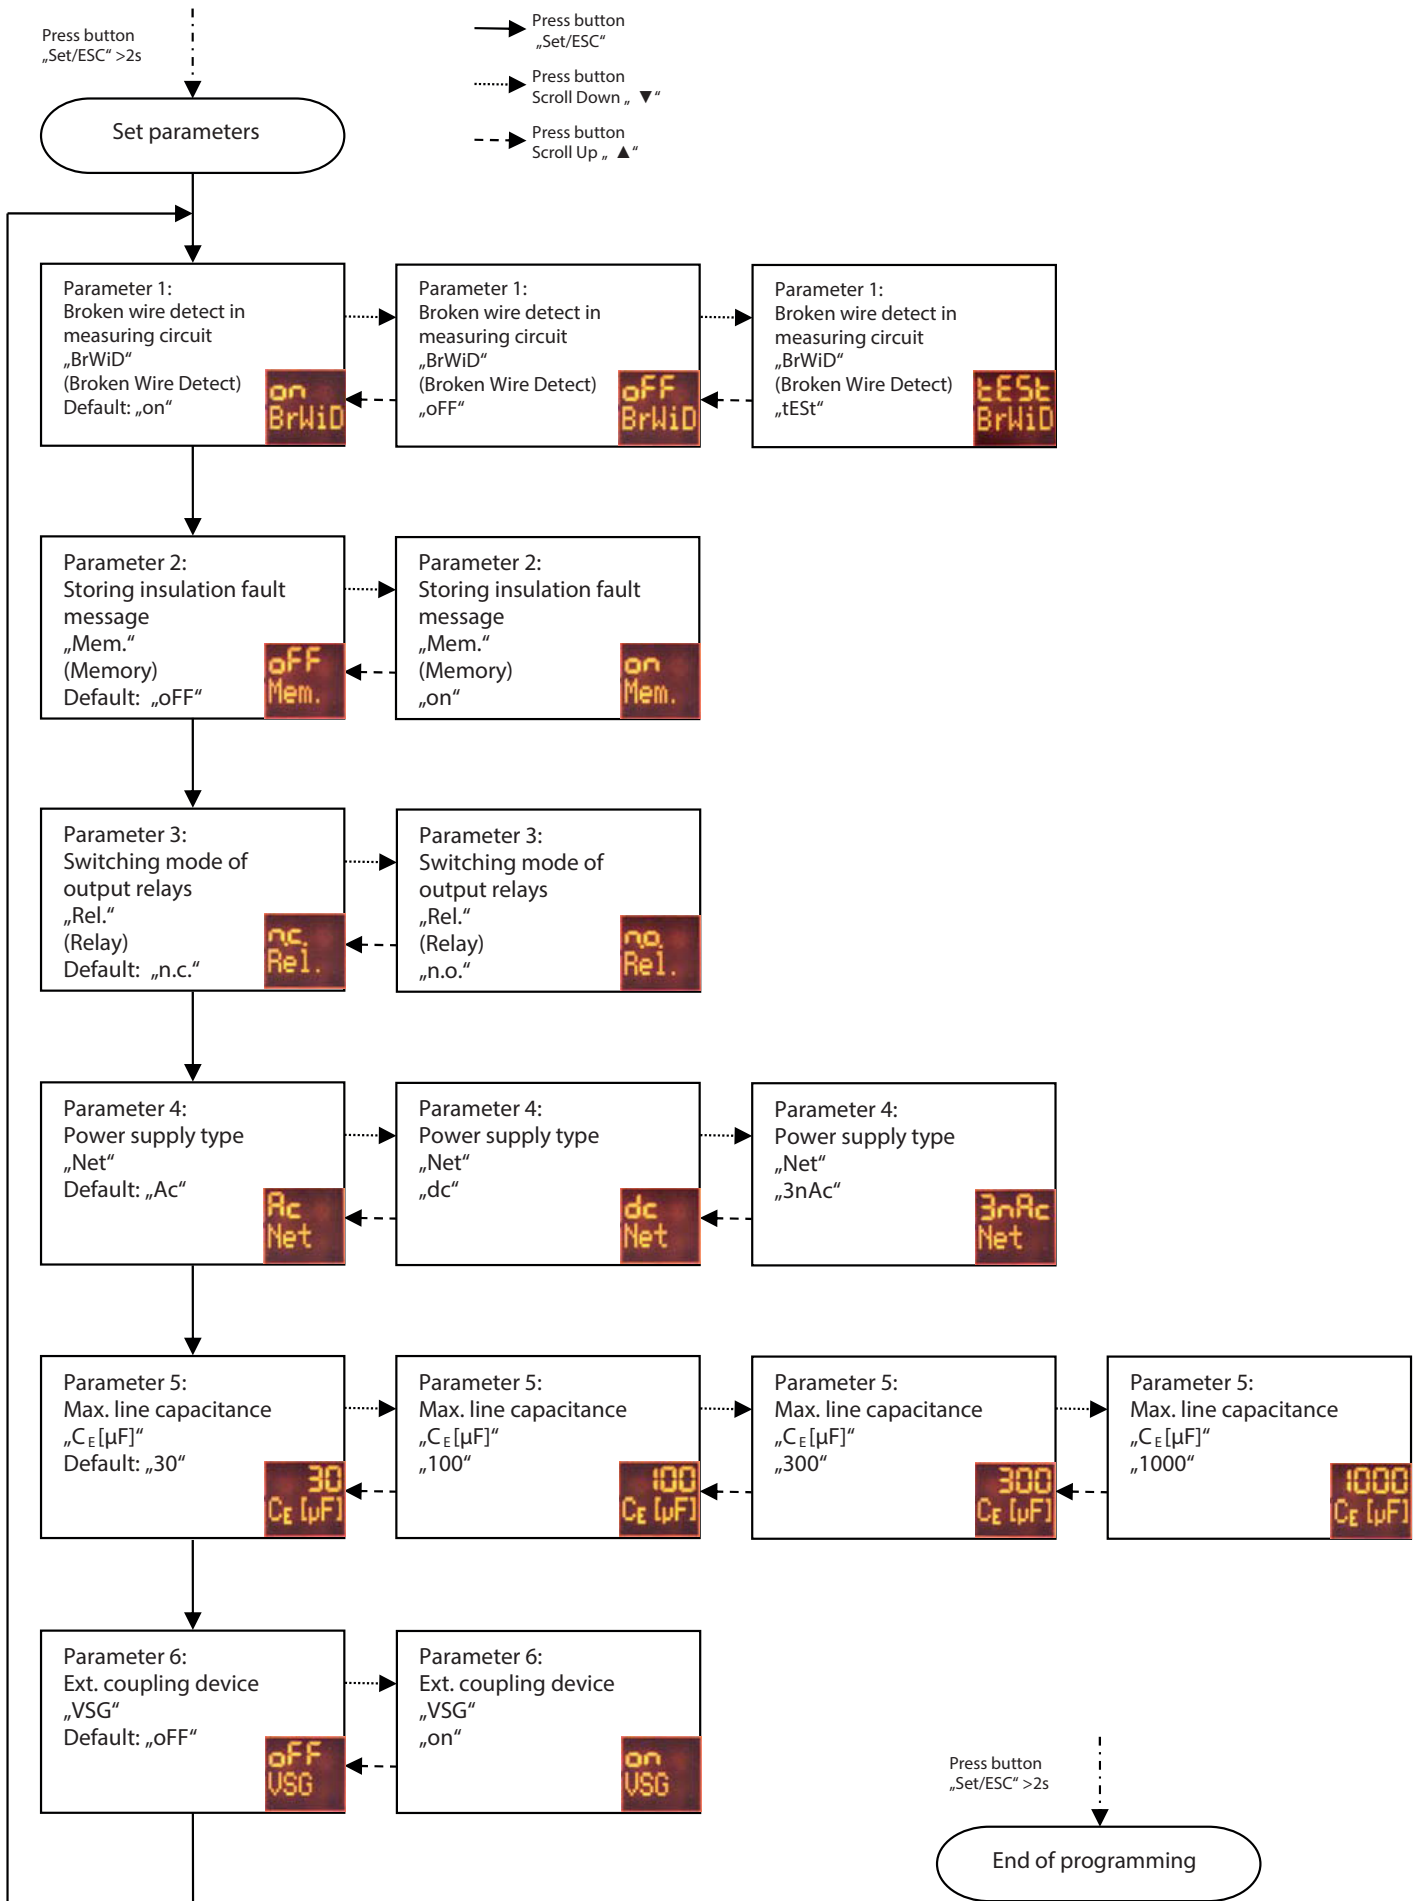 Press button
„Set/ESC“ >2s
Press button
„Set/ESC“
Press button
Scroll Down „ ▼“
Press button
Scroll Up „ ▲“
Set parameters
Parameter 1:
Broken wire detect in
measuring circuit
„BrWiD“
(Broken Wire Detect)
Default: „on“
on
BrWiD
Parameter 1:
Broken wire detect in
measuring circuit
„BrWiD“
(Broken Wire Detect)
„oFF“
oFF
BrWiD
Parameter 1:
Broken wire detect in
measuring circuit
„BrWiD“
(Broken Wire Detect)
„tESt“
tESt
BrWiD
Parameter 2:
Storing insulation fault
message
„Mem.“
(Memory)
Default: „oFF“
oFF
Mem.
Parameter 2:
Storing insulation fault
message
„Mem.“
(Memory)
„on“
on
Mem.
Parameter 3:
Switching mode of
output relays
„Rel.“
(Relay)
Default: „n.c.“
n.c.
Rel.
Parameter 3:
Switching mode of
output relays
„Rel.“
(Relay)
„n.o.“
n.o.
Rel.
Parameter 4:
Power supply type
„Net“
Default: „Ac“
Ac
Net
Parameter 4:
Power supply type
„Net“
„dc“
dc
Net
Parameter 4:
Power supply type
„Net“
„3nAc“
3nAc
Net
Parameter 5:
Max. line capacitance
„C E [µF]“
Default: „30“
30
CE [µF]
Parameter 5:
Max. line capacitance
„C E [µF]“
„100“
100
CE [µF]
Parameter 5:
Max. line capacitance
„C E [µF]“
„300“
300
CE [µF]
Parameter 5:
Max. line capacitance
„C E [µF]“
„1000“
1000
CE [µF]
Parameter 6:
Ext. coupling device
„VSG“
Default: „oFF“
oFF
VSG
Parameter 6:
Ext. coupling device
„VSG“
„on“
on
VSG
Press button
„Set/ESC“ >2s
End of programming